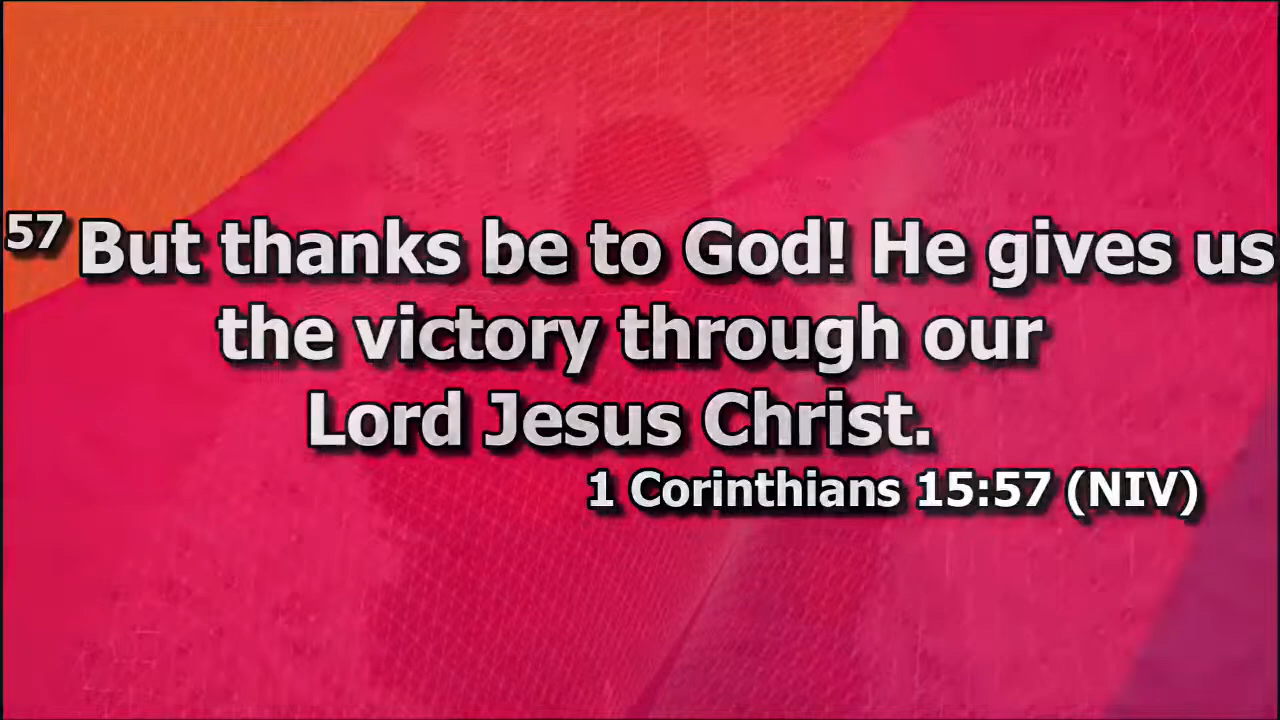 57 But thanks be to God! He gives us
the victory through our
Lord Jesus Christ.
1 Corinthians 15:57 (NIV)